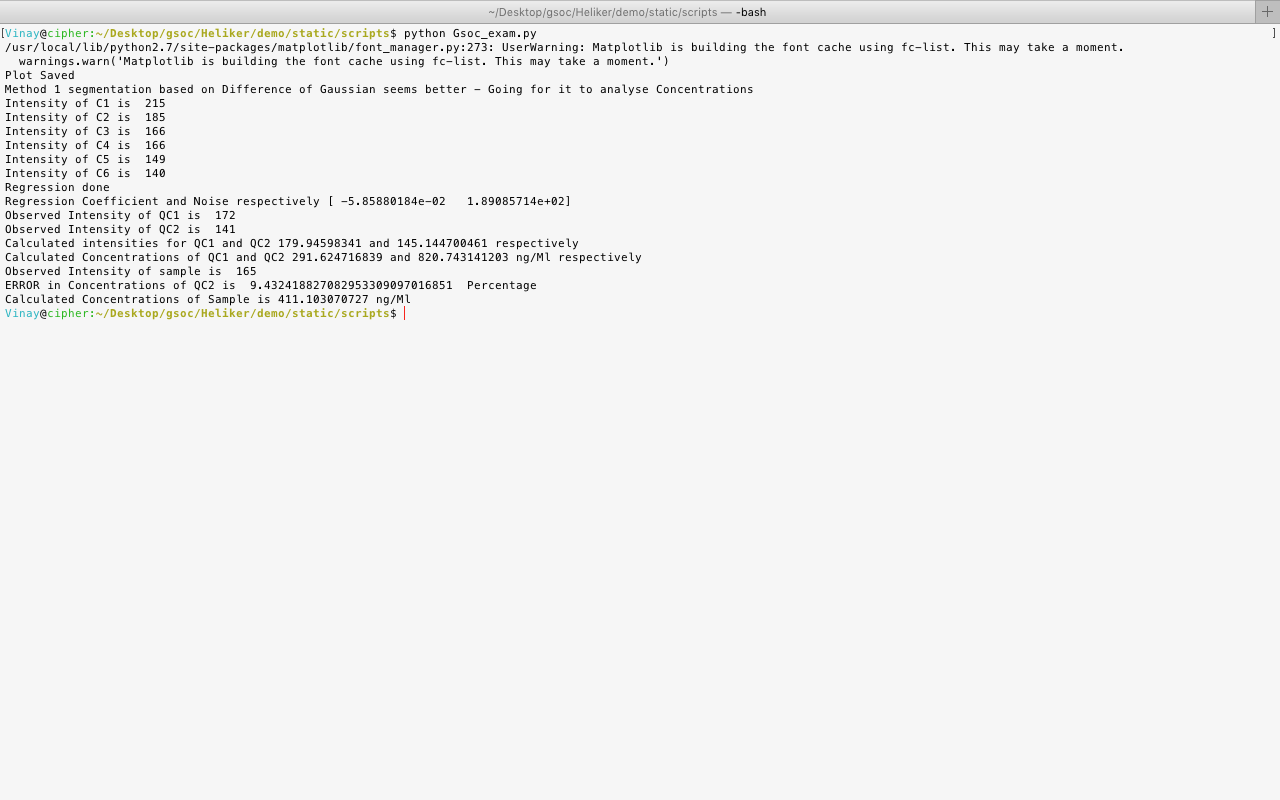 ~/Desktop/gsoc/Heliker/demo/static/scripts — -bash
[Vinay@cipher:~/Desktop/gsoc/Heliker/demo/static/scripts$ python Gsoc_exam.py ]
/usr/local/lib/python2.7/site-packages/matplotlib/font_manager.py:273: UserWarning: Matplotlib is building the font cache using fc-list. This may take a moment.
  warnings.warn('Matplotlib is building the font cache using fc-list. This may take a moment.')
Plot Saved
Method 1 segmentation based on Difference of Gaussian seems better - Going for it to analyse Concentrations
Intensity of C1 is  215
Intensity of C2 is  185
Intensity of C3 is  166
Intensity of C4 is  166
Intensity of C5 is  149
Intensity of C6 is  140
Regression done
Regression Coefficient and Noise respectively [ -5.85880184e-02   1.89085714e+02]
Observed Intensity of QC1 is  172
Observed Intensity of QC2 is  141
Calculated intensities for QC1 and QC2 179.94598341 and 145.144700461 respectively
Calculated Concentrations of QC1 and QC2 291.624716839 and 820.743141203 ng/Ml respectively
Observed Intensity of sample is  165
ERROR in Concentrations of QC2 is  9.432418827082953309097016851  Percentage
Calculated Concentrations of Sample is 411.103070727 ng/Ml
Vinay@cipher:~/Desktop/gsoc/Heliker/demo/static/scripts$